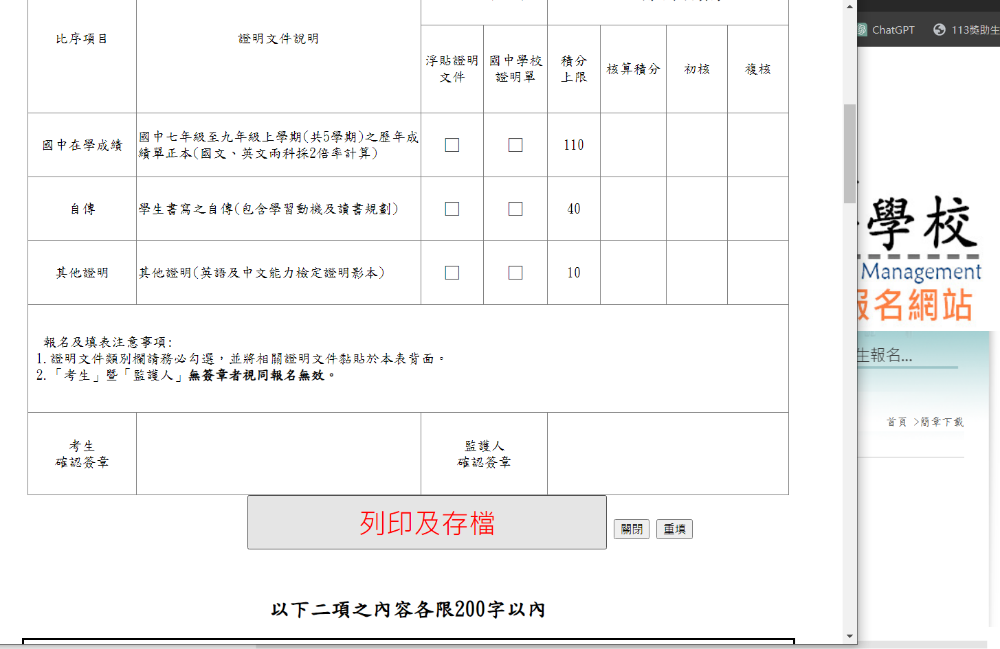 比序項目
證明文件說明
浮貼證明
文件
國中學校
證明單
積分
上限
核算積分
初核
複核
國中在學成績
國中七年級至九年級上學期(共5學期)之歷年成
績單正本(國文、英文兩科採2倍率計算)
110
自傳
學生書寫之自傳(包含學習動機及讀書規劃)
40
其他證明
其他證明(英語及中文能力檢定證明影本)
10
報名及填表注意事項:
1.證明文件類別欄請務必勾選，並將相關證明文件黏貼於本表背面。
2.「考生」暨「監護人」無簽章者視同報名無效。
考生
確認簽章
監護人
確認簽章
列印及存檔
關閉
重填
以下二項之內容各限200字以內
ChatGPT
113獎助生
學校
Management
報名網站
生報名...
首頁 >簡章下載